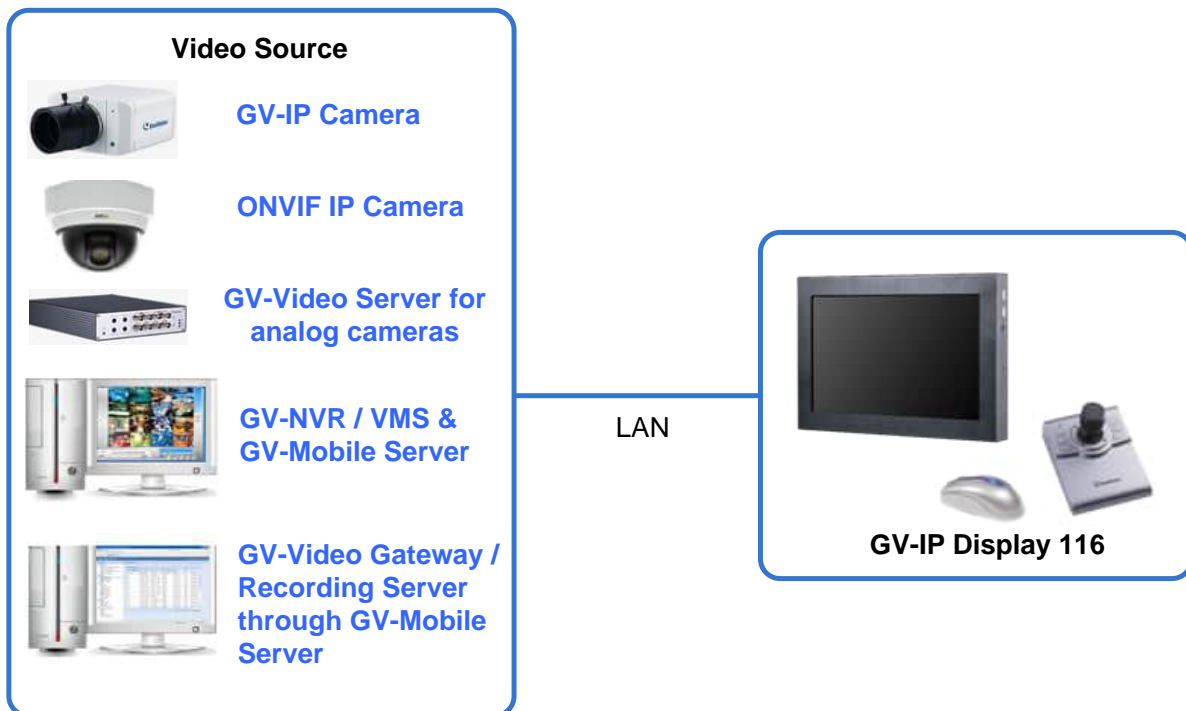 Video Source
GV-IP Camera
ONVIF IP Camera
GV-Video Server for
analog cameras
GV-NVR / VMS &
GV-Mobile Server
GV-Video Gateway /
Recording Server
through GV-Mobile
Server
LAN
GV-IP Display 116